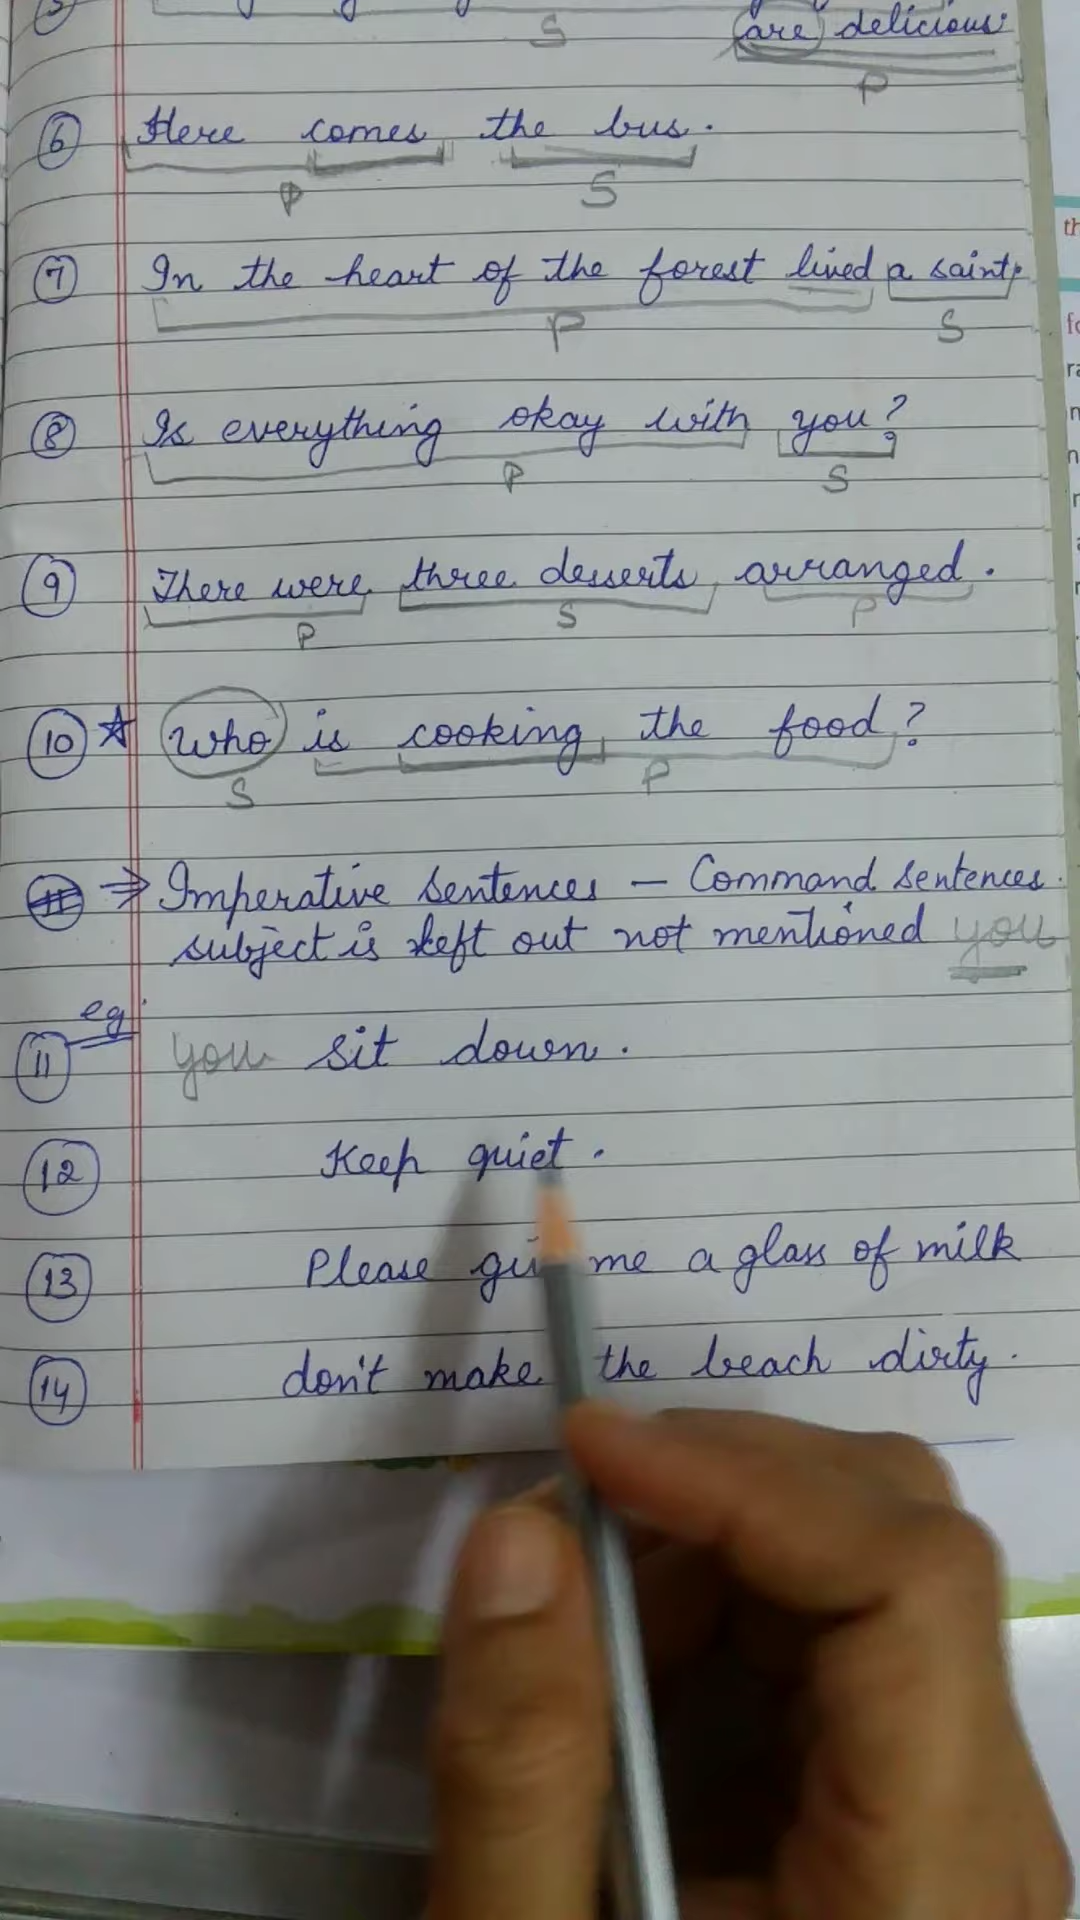 5 S (are) delicious.
P
6 Here comes the bus.
P S
7 In the heart of the forest lived a saint.
P S
8 Is everything okay with you?
P S
9 There were three desserts arranged.
P S P
10 ☆ Who is cooking the food?
S P
⇒ Imperative sentences – Command sentences.
subject is left out not mentioned you
eg.
11 you sit down.
12 Keep quiet.
13 Please me a glass of milk
14 don't make the beach dirty.
th